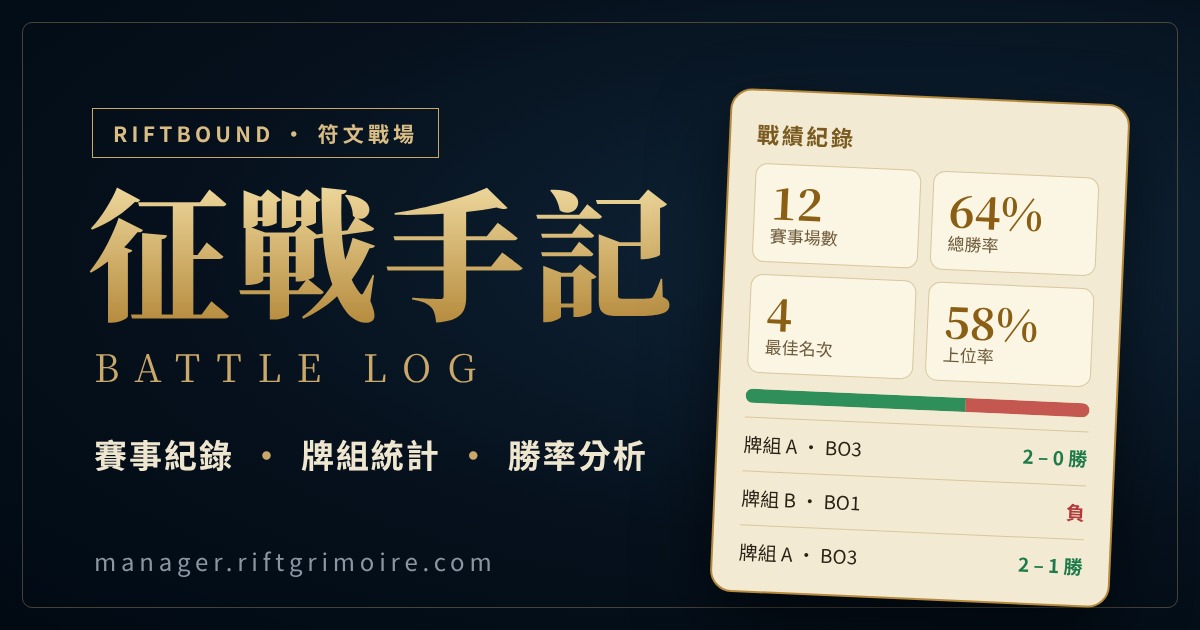 RIFTBOUND • 符文戰場
征戰手記
BATTLE LOG
賽事紀錄 • 牌組統計 • 勝率分析
manager.riftgrimoire.com
戰績紀錄
12
賽事場數
64%
總勝率
4
最佳名次
58%
上位率
牌組 A • BO3 2–0 勝
牌組 B • BO1 負
牌組 A • BO3 2–1 勝